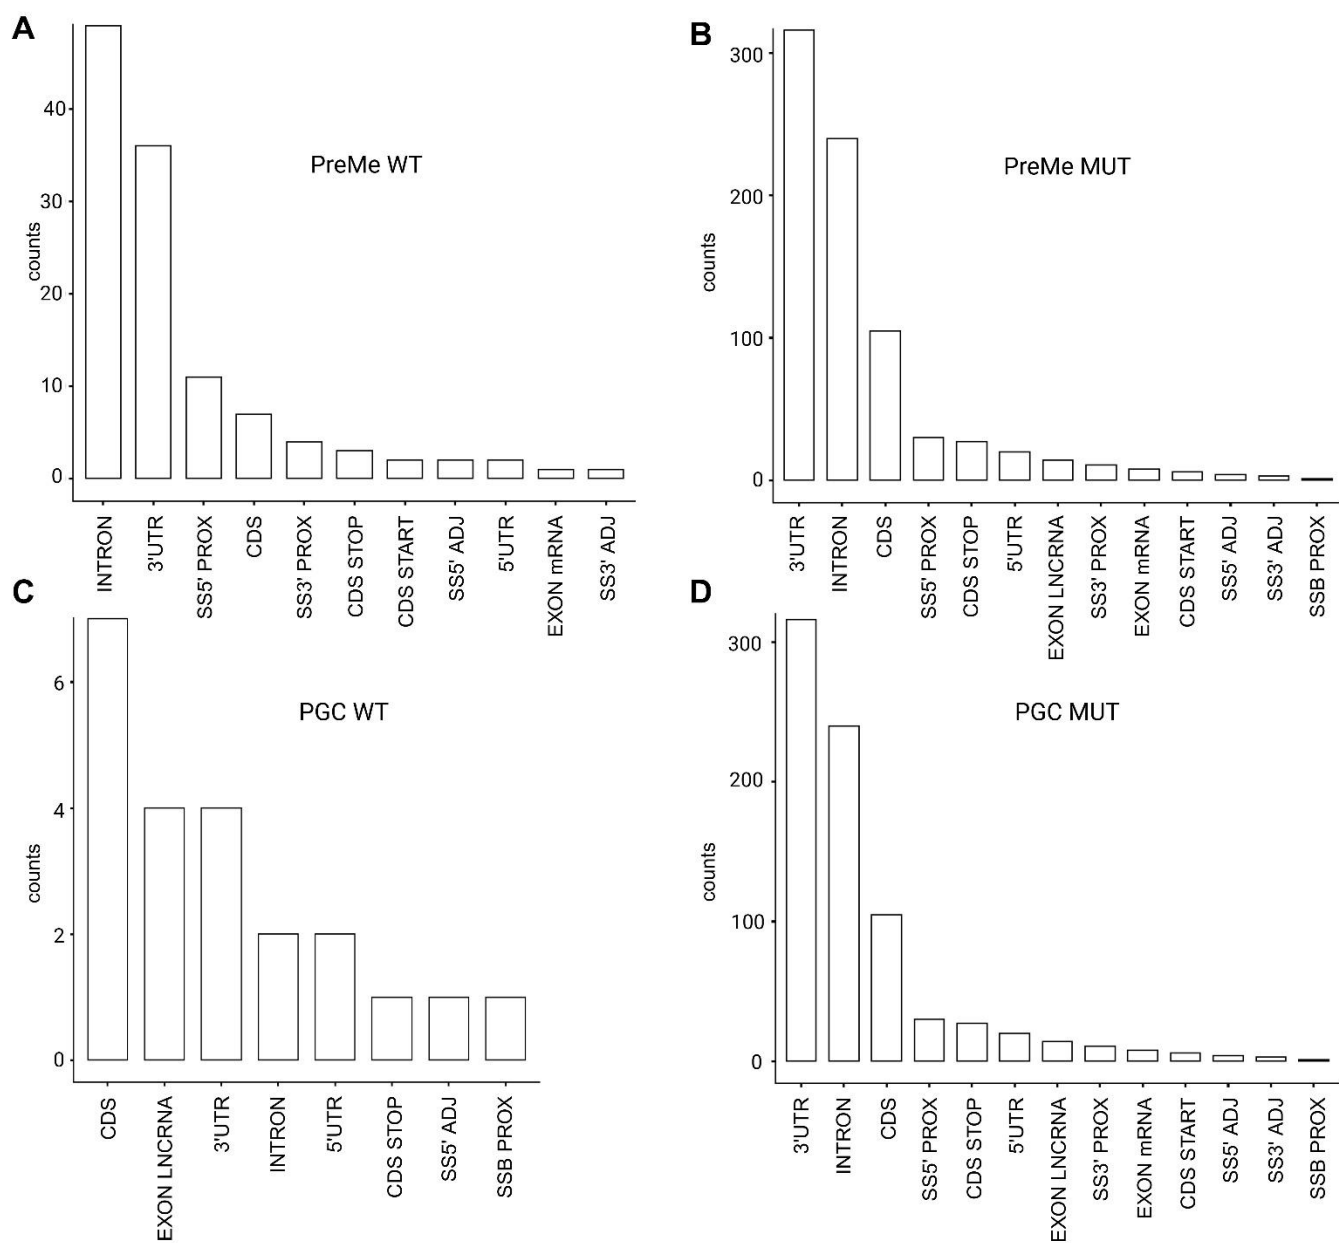 A
40
30
20
10
0
counts
PreMe WT
INTRON
3'UTR
SS5' PROX
CDS
SS3' PROX
CDS STOP
CDS START
SS5' ADJ
5'UTR
EXON mRNA
SS3' ADJ
B
300
200
100
0
counts
PreMe MUT
3'UTR
INTRON
CDS
SS5' PROX
CDS STOP
5'UTR
EXON LNCRNA
SS3' PROX
EXON mRNA
CDS START
SS5' ADJ
SS3' ADJ
SSB PROX
C
6
4
2
0
counts
PGC WT
CDS
EXON LNCRNA
3'UTR
INTRON
5'UTR
CDS STOP
SS5' ADJ
SSB PROX
D
300
200
100
0
counts
PGC MUT
3'UTR
INTRON
CDS
SS5' PROX
CDS STOP
5'UTR
EXON LNCRNA
SS3' PROX
EXON mRNA
CDS START
SS5' ADJ
SS3' ADJ
SSB PROX